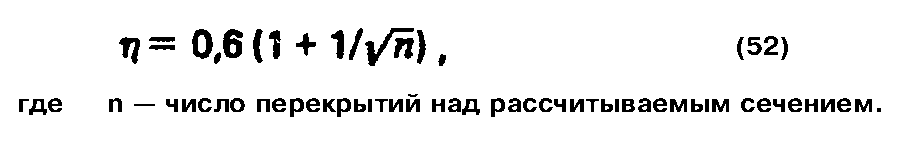 η = 0,6 (1 + 1/√n) , (52)
где n — число перекрытий над рассчитываемым сечением.